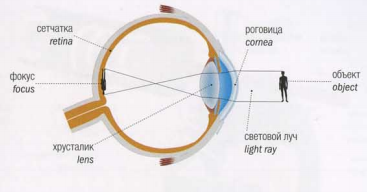 сетчатка
retina
роговица
cornea
фокус
focus
объект
object
хрусталик
lens
световой луч
light ray